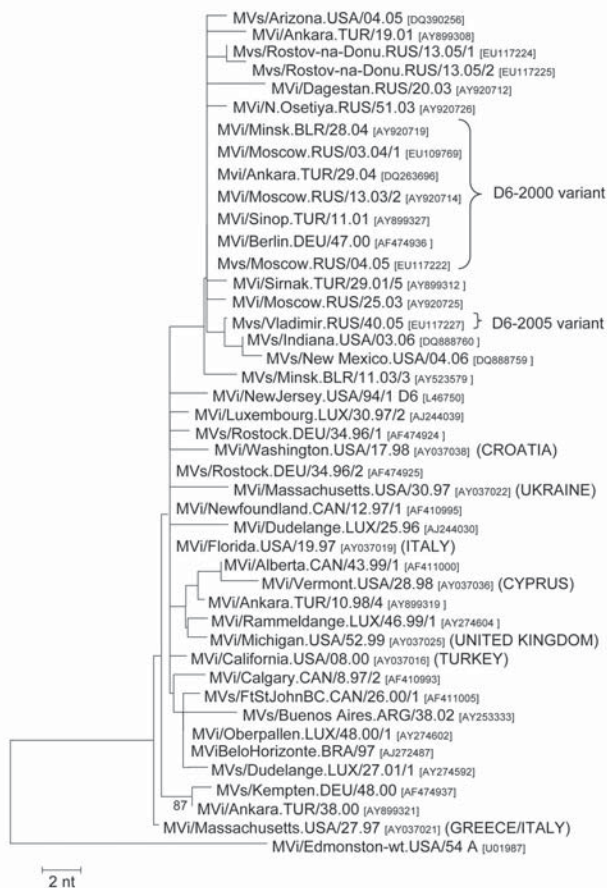 MVs/Arizona.USA/04.05 [DQ390256]
MVi/Ankara.TUR/19.01 [AY899308]
Mvs/Rostov-na-Donu.RUS/13.05/1 [EU117224]
Mvs/Rostov-na-Donu.RUS/13.05/2 [EU117225]
MVi/Dagestan.RUS/20.03 [AY920712]
MVi/N.Osetiya.RUS/51.03 [AY920726]
MVi/Minsk.BLR/28.04 [AY920719]
MVi/Moscow.RUS/03.04/1 [EU109769]
Mvi/Ankara.TUR/29.04 [DQ263696]
MVi/Moscow.RUS/13.03/2 [AY920714]
D6-2000 variant
MVi/Sinop.TUR/11.01 [AY899327]
MVi/Berlin.DEU/47.00 [AF474936 ]
Mvs/Moscow.RUS/04.05 [EU117222]
MVi/Sirnak.TUR/29.01/5 [AY899312 ]
MVi/Moscow.RUS/25.03 [AY920725]
Mvs/Vladimir.RUS/40.05 [EU117227] D6-2005 variant
MVs/Indiana.USA/03.06 [DQ888760 ]
MVs/New Mexico.USA/04.06 [DQ888759 ]
MVs/Minsk.BLR/11.03/3 [AY523579 ]
MVi/NewJersey.USA/94/1 D6 [L46750]
MVi/Luxembourg.LUX/30.97/2 [AJ244039]
MVs/Rostock.DEU/34.96/1 [AF474924 ]
MVi/Washington.USA/17.98 [AY037038] (CROATIA)
MVs/Rostock.DEU/34.96/2 [AF474925]
MVi/Massachusetts.USA/30.97 [AY037022] (UKRAINE)
MVi/Newfoundland.CAN/12.97/1 [AF410995]
MVi/Dudelange.LUX/25.96 [AJ244030]
MVi/Florida.USA/19.97 [AY037019] (ITALY)
MVi/Alberta.CAN/43.99/1 [AF411000]
MVi/Vermont.USA/28.98 [AY037036] (CYPRUS)
MVi/Ankara.TUR/10.98/4 [AY899319 ]
MVi/Rammeldange.LUX/46.99/1 [AY274604 ]
MVi/Michigan.USA/52.99 [AY037025] (UNITED KINGDOM)
MVi/California.USA/08.00 [AY037016] (TURKEY)
MVi/Calgary.CAN/8.97/2 [AF410993]
MVs/FtStJohnBC.CAN/26.00/1 [AF411005]
MVs/Buenos Aires.ARG/38.02 [AY253333]
MVi/Oberpallen.LUX/48.00/1 [AY274602]
MViBeloHorizonte.BRA/97 [AJ272487]
MVs/Dudelange.LUX/27.01/1 [AY274592]
MVs/Kempten.DEU/48.00 [AF474937]
87
MVi/Ankara.TUR/38.00 [AY899321]
MVi/Massachusetts.USA/27.97 [AY037021] (GREECE/ITALY)
MVi/Edmonston-wt.USA/54 A [U01987]
2 nt